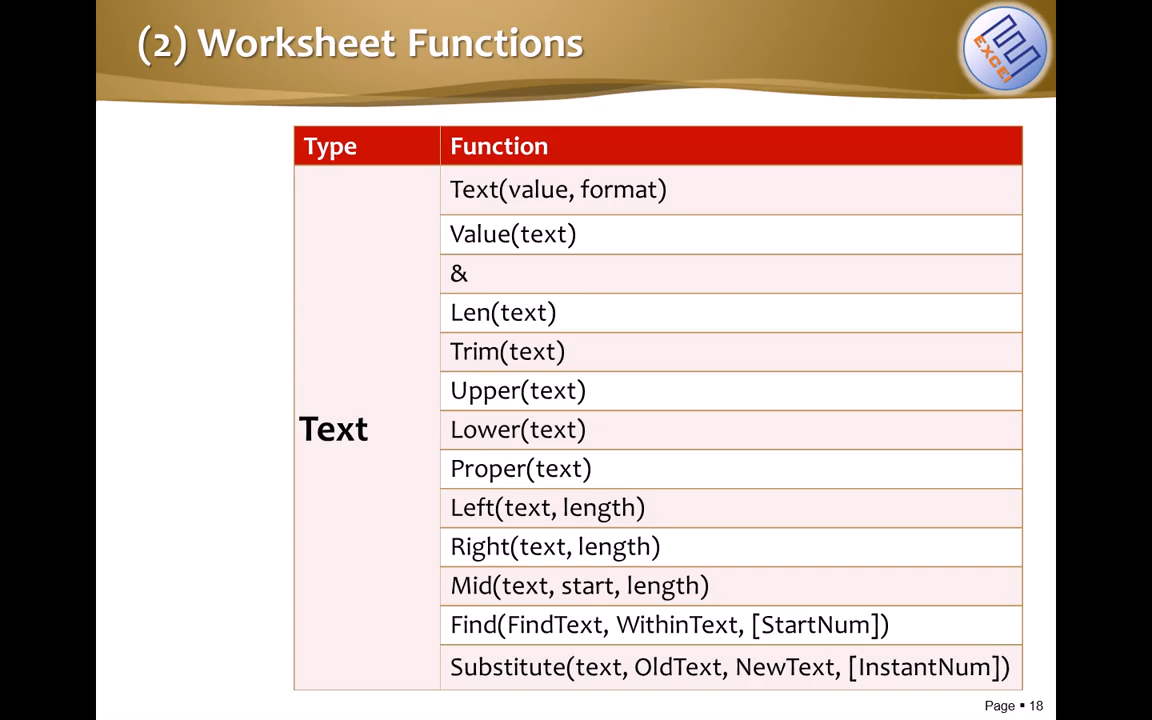 (2) Worksheet Functions
EXCEl
Type Function
Text(value, format)
Value(text)
&
Len(text)
Trim(text)
Upper(text)
Text
Lower(text)
Proper(text)
Left(text, length)
Right(text, length)
Mid(text, start, length)
Find(FindText, WithinText, [StartNum])
Substitute(text, OldText, NewText, [InstantNum])
Page ▪ 18